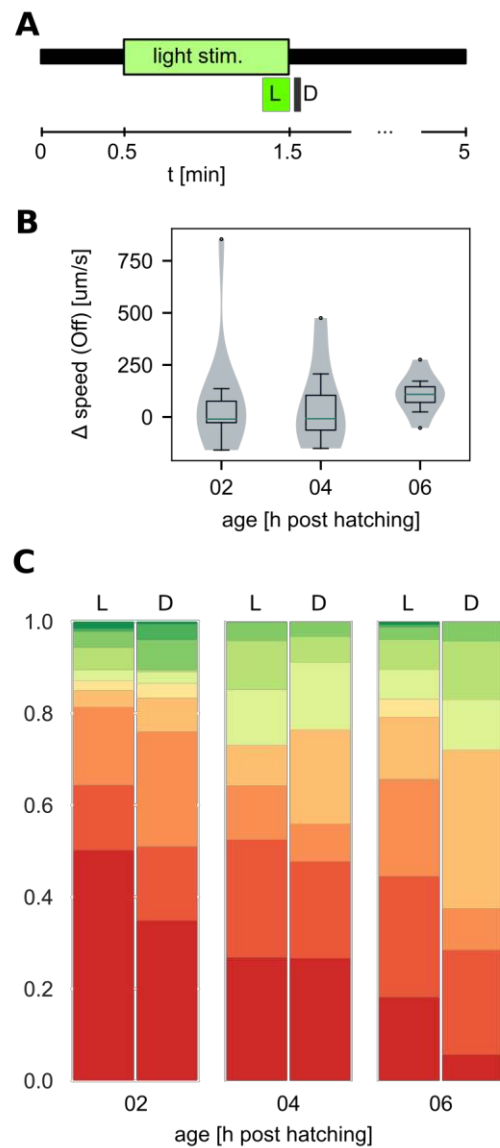 A
light stim.
L D
...
0 0.5 1.5 5
t [min]
B
Δ speed (Off) [um/s]
750
500
250
0
02 04 06
age [h post hatching]
C
L D L D L D
1.0
0.8
0.6
0.4
0.2
0.0
02 04 06
age [h post hatching]